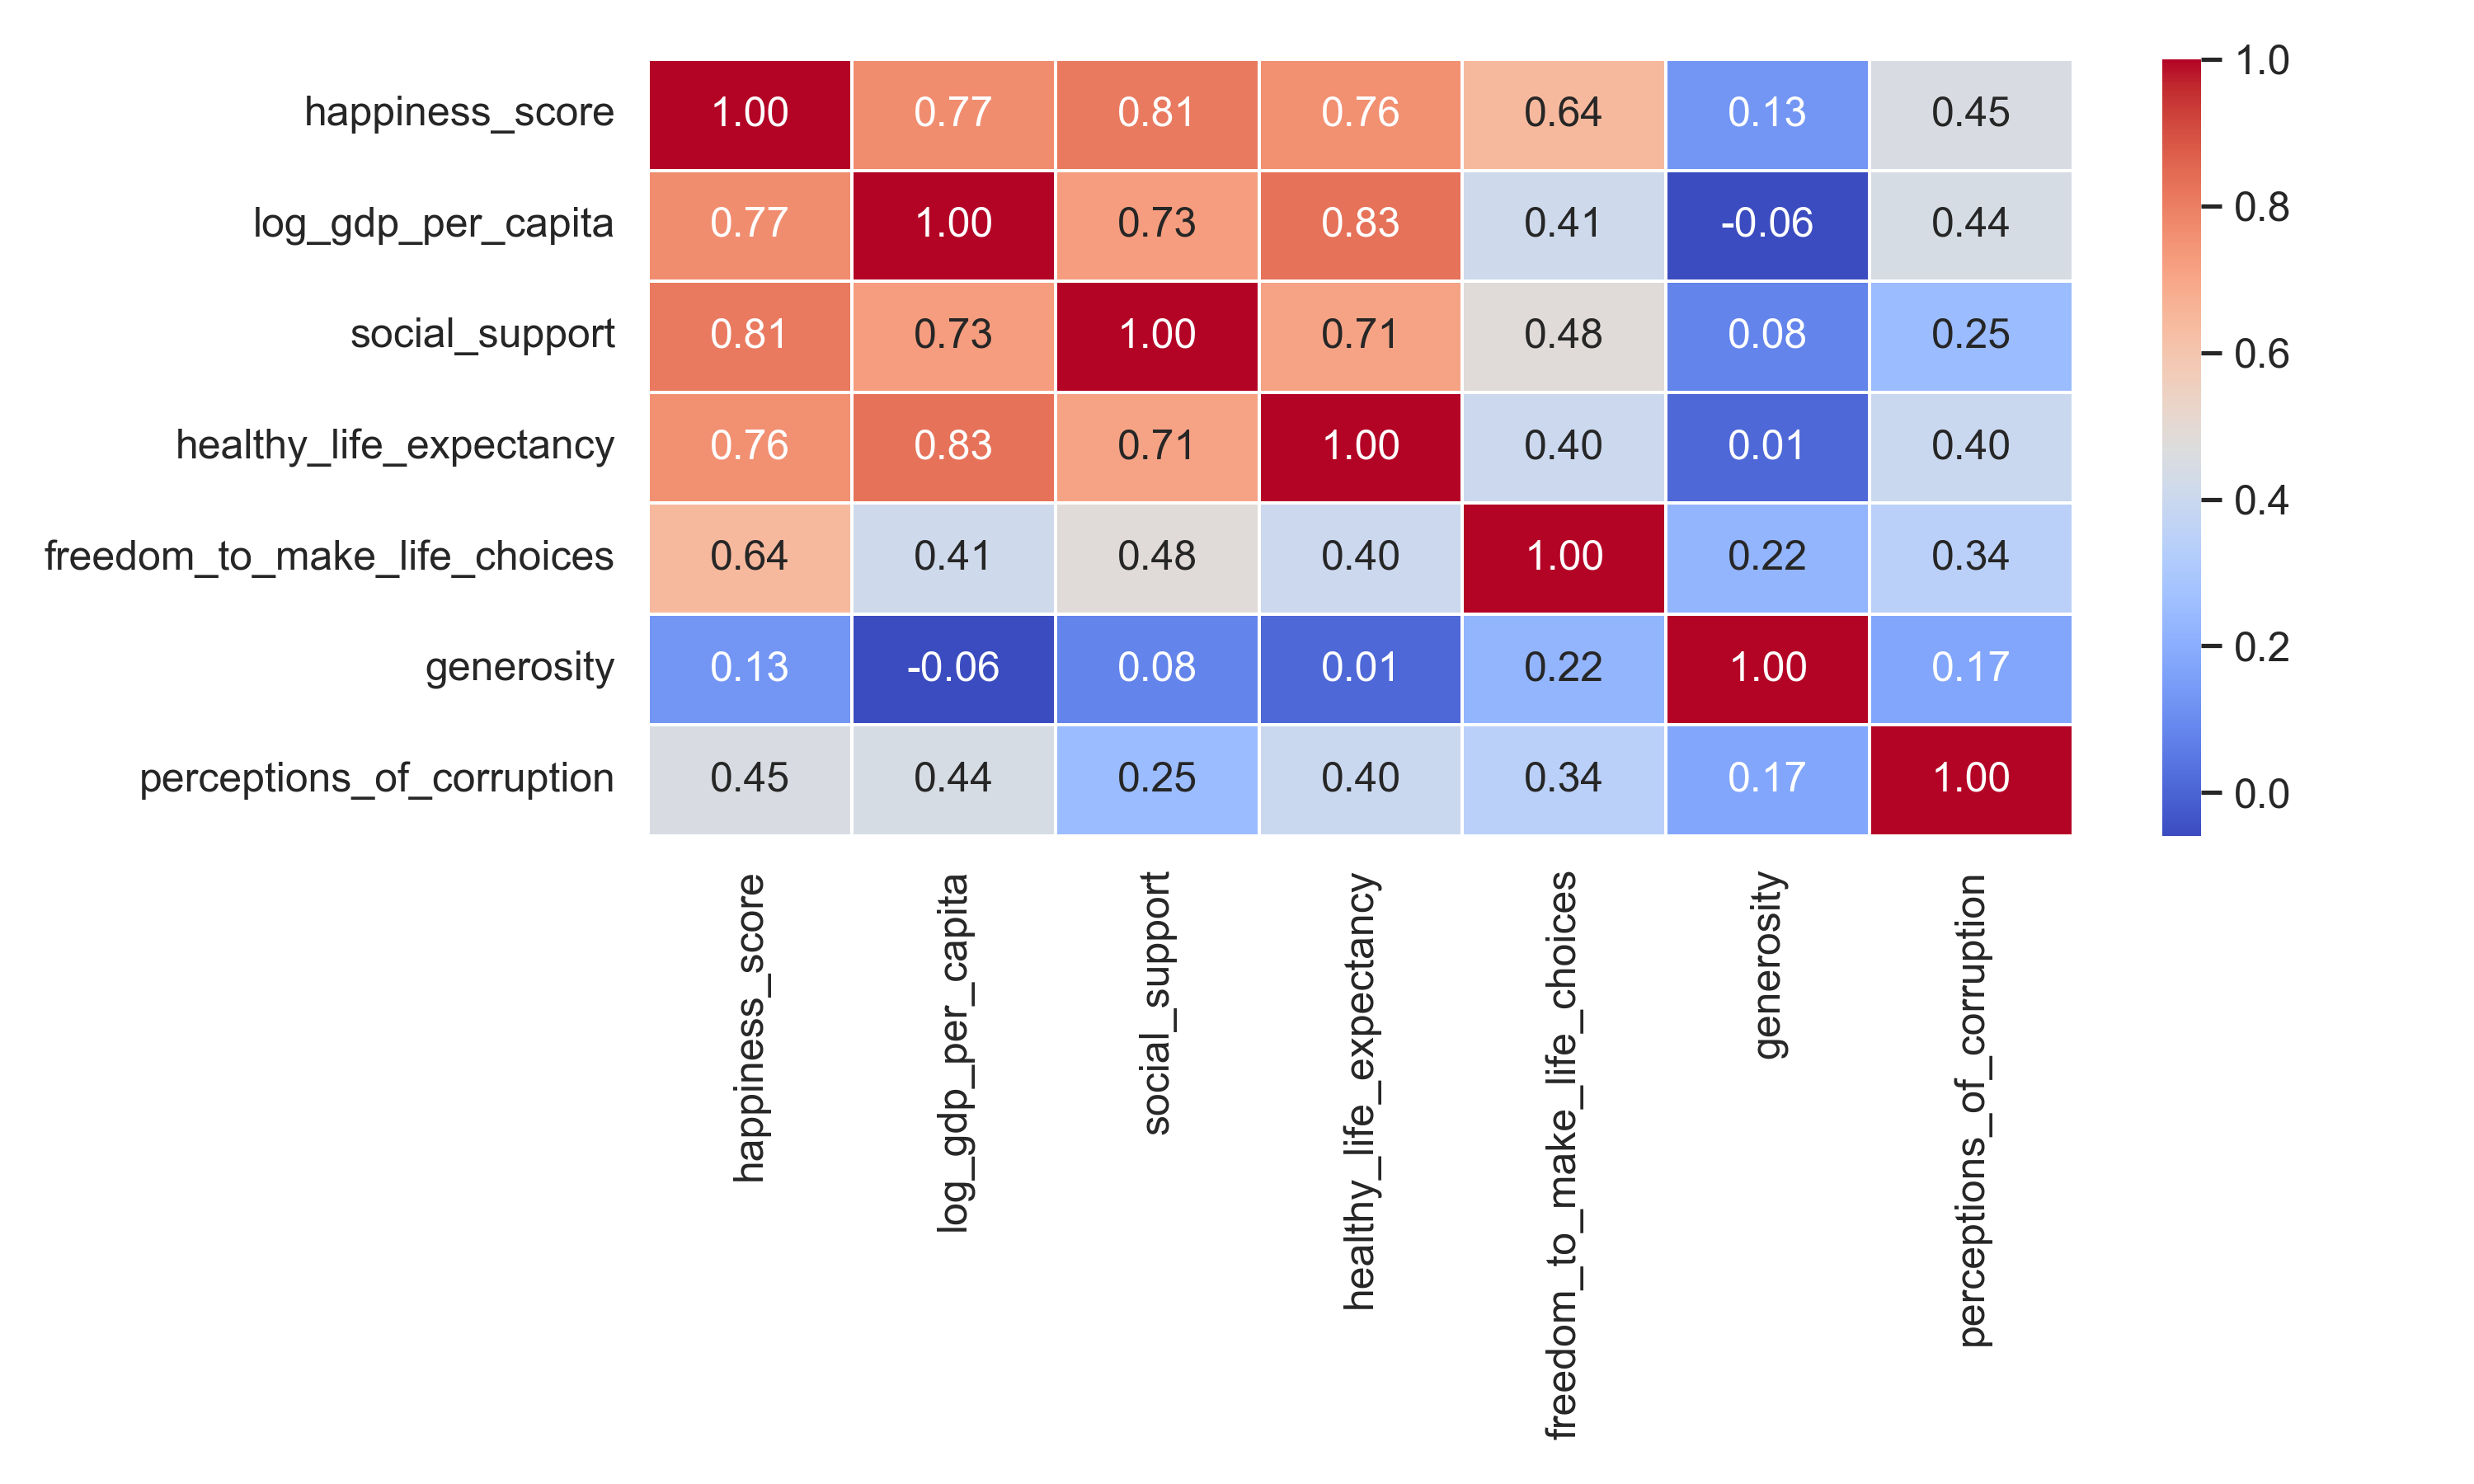 happiness_score 1.00 0.77 0.81 0.76 0.64 0.13 0.45
log_gdp_per_capita 0.77 1.00 0.73 0.83 0.41 -0.06 0.44
social_support 0.81 0.73 1.00 0.71 0.48 0.08 0.25
healthy_life_expectancy 0.76 0.83 0.71 1.00 0.40 0.01 0.40
freedom_to_make_life_choices 0.64 0.41 0.48 0.40 1.00 0.22 0.34
generosity 0.13 -0.06 0.08 0.01 0.22 1.00 0.17
perceptions_of_corruption 0.45 0.44 0.25 0.40 0.34 0.17 1.00
happiness_score
log_gdp_per_capita
social_support
healthy_life_expectancy
freedom_to_make_life_choices
generosity
perceptions_of_corruption
1.0
0.8
0.6
0.4
0.2
0.0